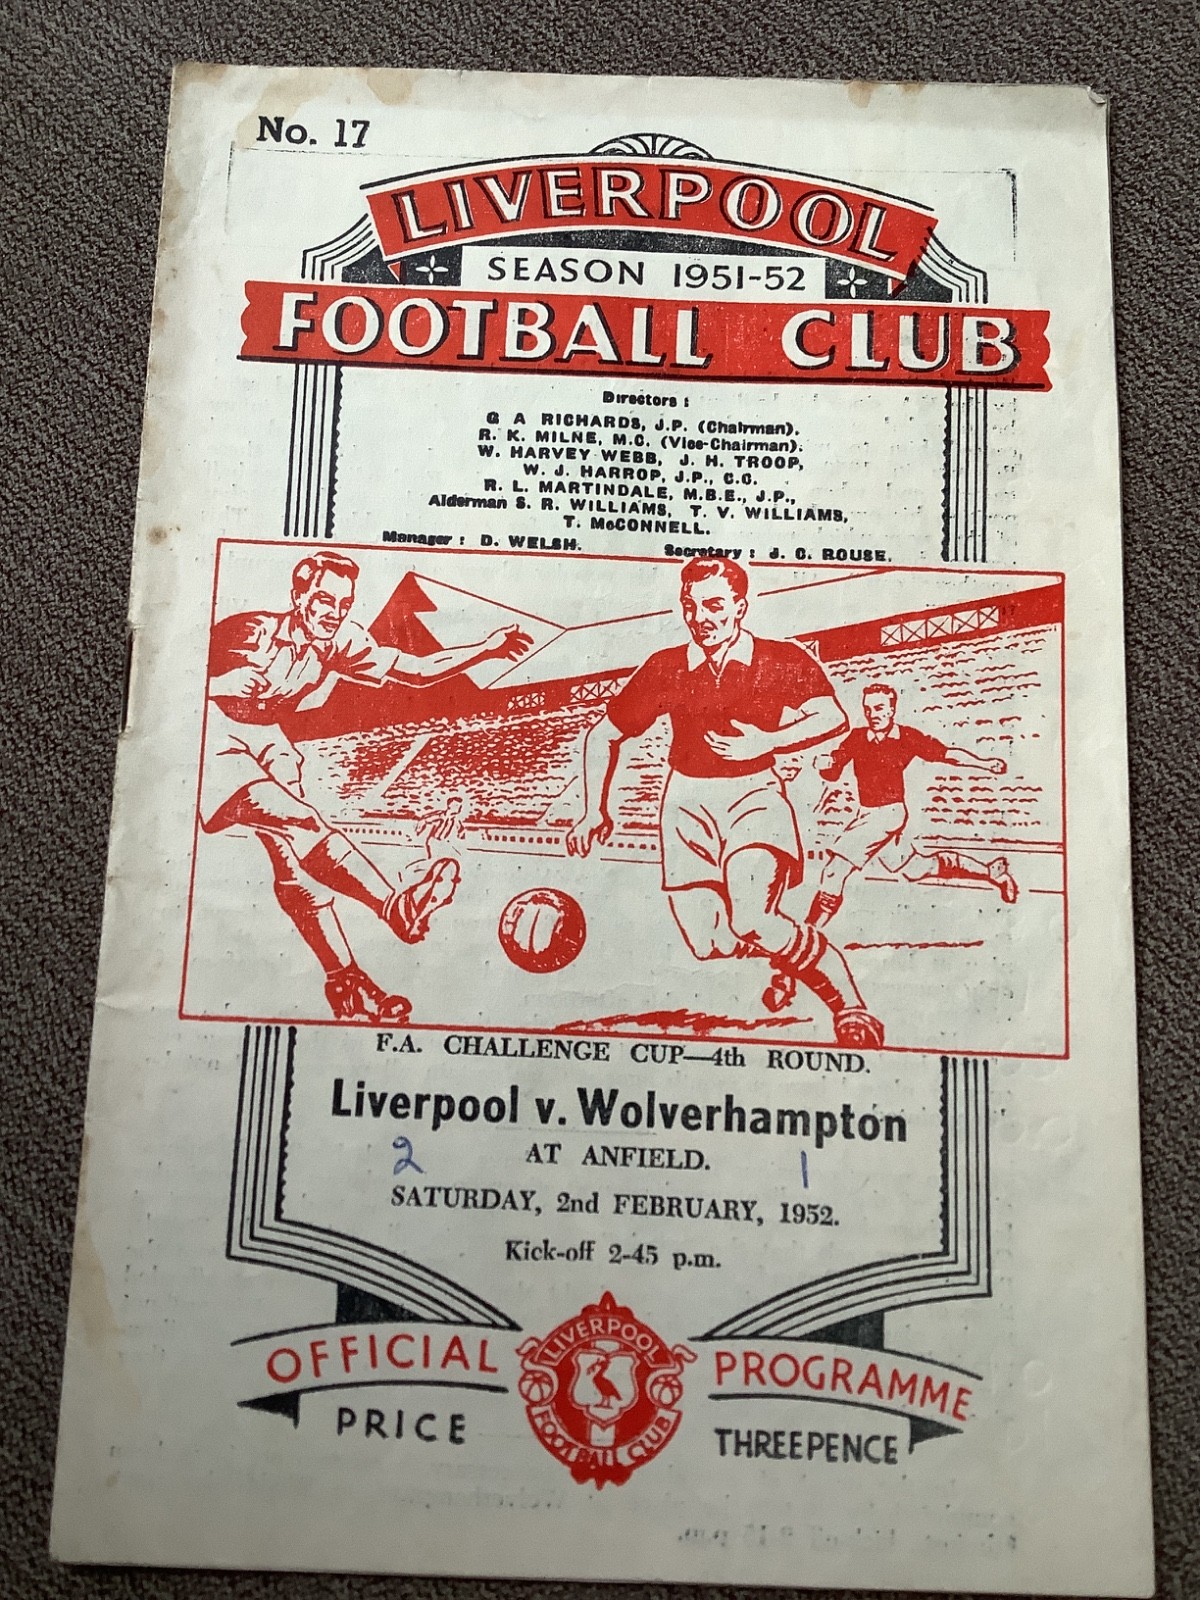 No. 17
LIVERPOOL
SEASON 1951-52
FOOTBALL CLUB
Directors :
G A RICHARDS, J.P. (Chairman).
R. K. MILNE, M.C. (Vice-Chairman).
W. HARVEY WEBB, J. H. TROOP,
W. J. HARROP, J.P., C.C.
R. L. MARTINDALE, M.B.E., J.P.,
Alderman S. R. WILLIAMS, T. V. WILLIAMS,
T. McCONNELL.
Manager : D. WELSH. Secretary : J. C. ROUSE.
F.A. CHALLENGE CUP—4th ROUND.
Liverpool v. Wolverhampton
2 AT ANFIELD. 1
SATURDAY, 2nd FEBRUARY, 1952.
Kick-off 2-45 p.m.
OFFICIAL PROGRAMME
LIVERPOOL
FOOTBALL CLUB
PRICE THREEPENCE